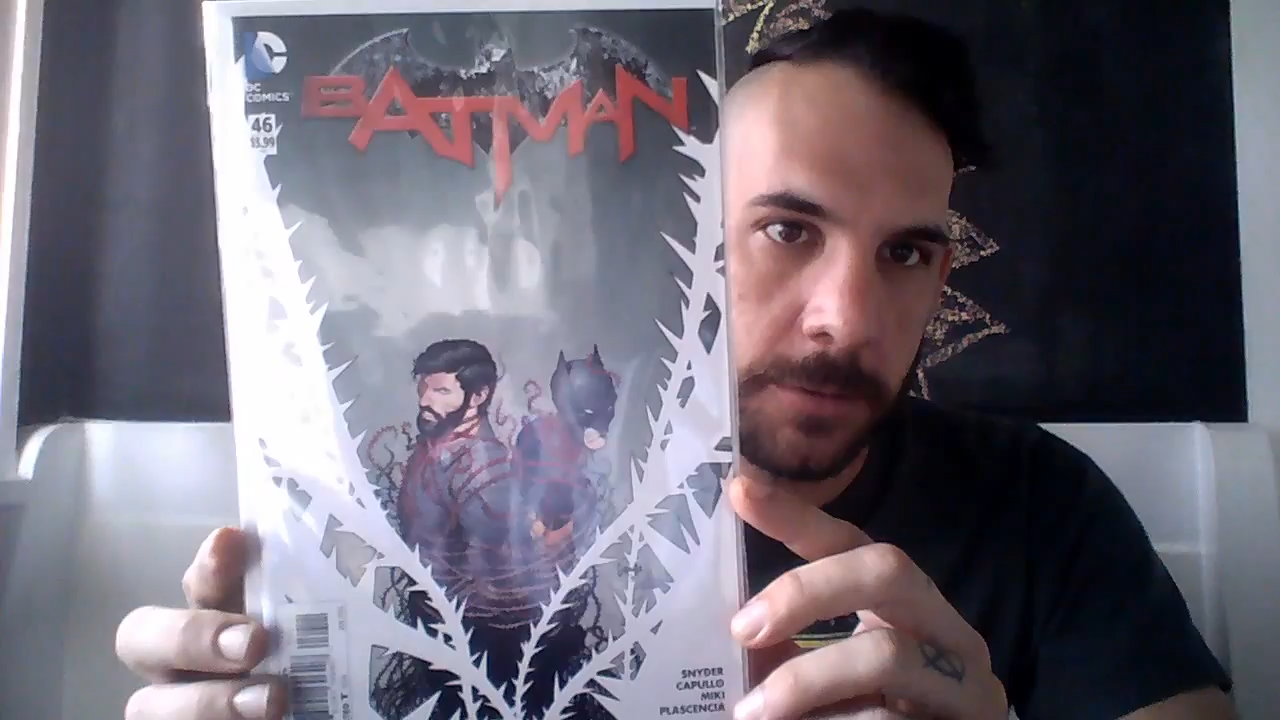 DC COMICS
BATMAN
46
$3.99
SNYDER
CAPULLO
MIKI
PLASCENCIA